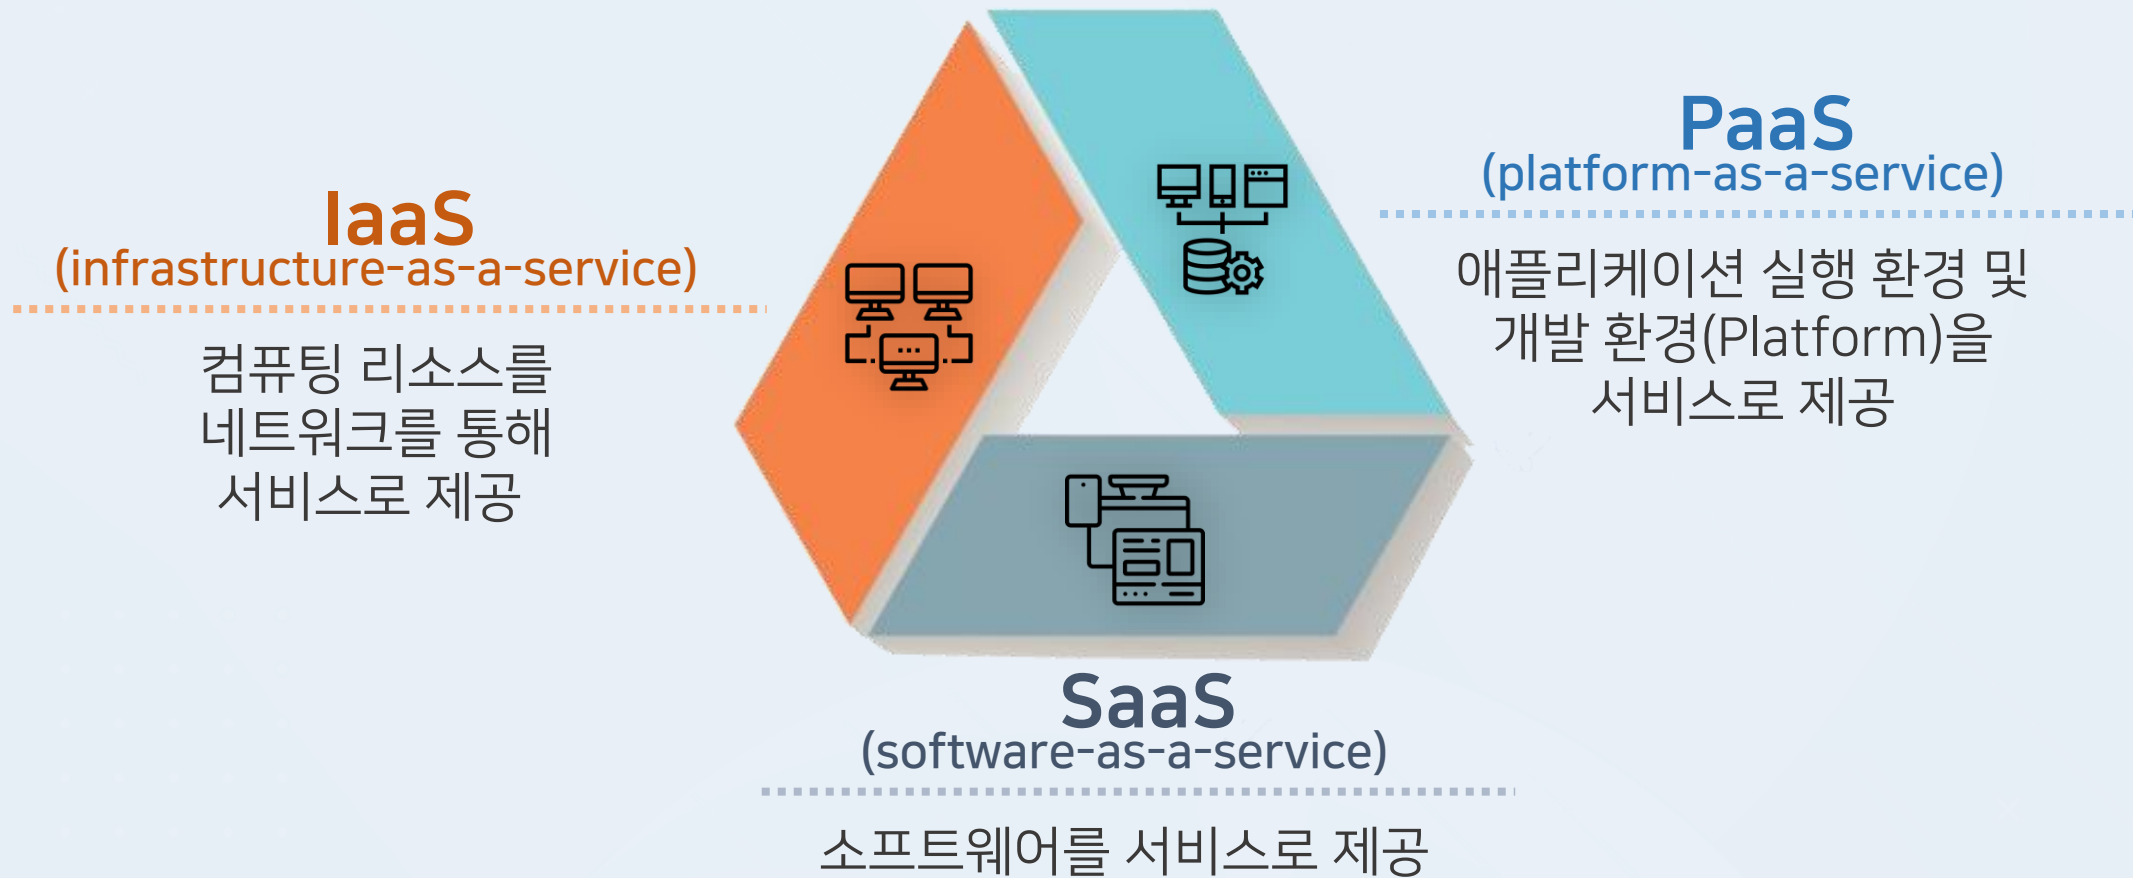 IaaS
(infrastructure-as-a-service)
컴퓨팅 리소스를
네트워크를 통해
서비스로 제공
PaaS
(platform-as-a-service)
애플리케이션 실행 환경 및
개발 환경(Platform)을
서비스로 제공
SaaS
(software-as-a-service)
소프트웨어를 서비스로 제공